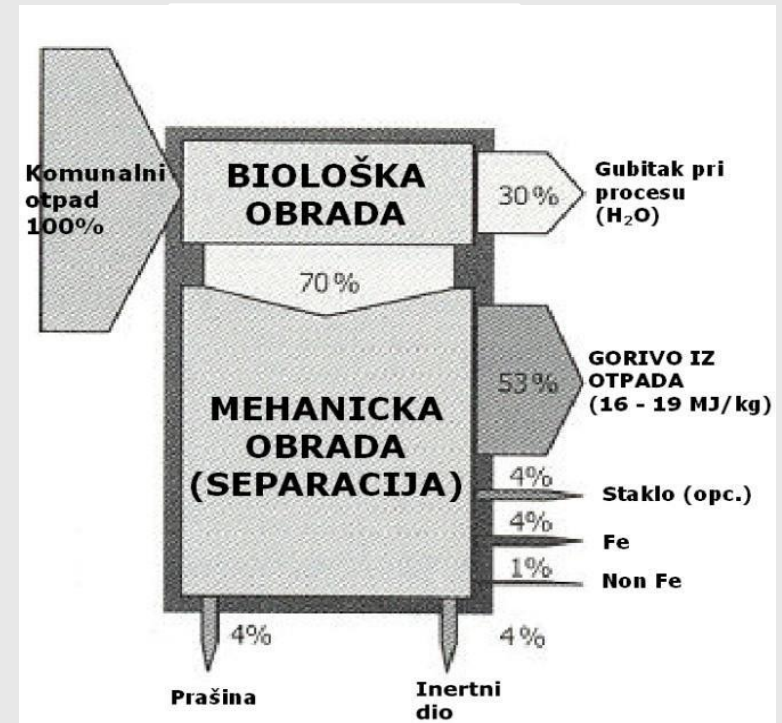 Komunalni
otpad
100%
BIOLOŠKA
OBRADA
30%
Gubitak pri
procesu
(H₂O)
70%
MEHANICKA
OBRADA
(SEPARACIJA)
53%
GORIVO IZ
OTPADA
(16 - 19 MJ/kg)
4%
Staklo (opc.)
4%
Fe
1%
Non Fe
4%
Prašina
4%
Inertni
dio